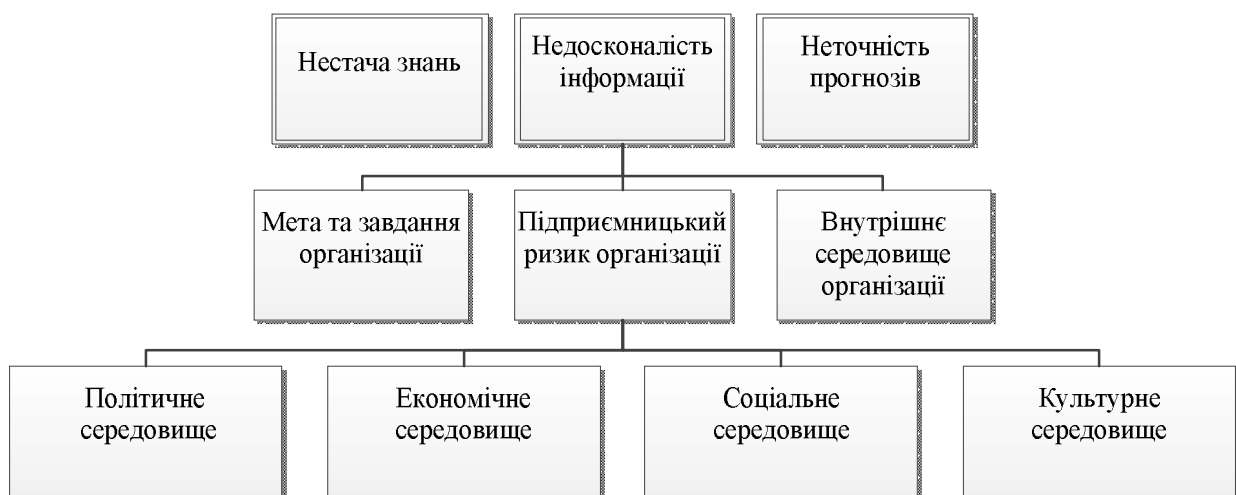 Нестача знань
Недосконалість
інформації
Неточність
прогнозів
Мета та завдання
організації
Підприємницький
ризик організації
Внутрішнє
середовище
організації
Політичне
середовище
Економічне
середовище
Соціальне
середовище
Культурне
середовище